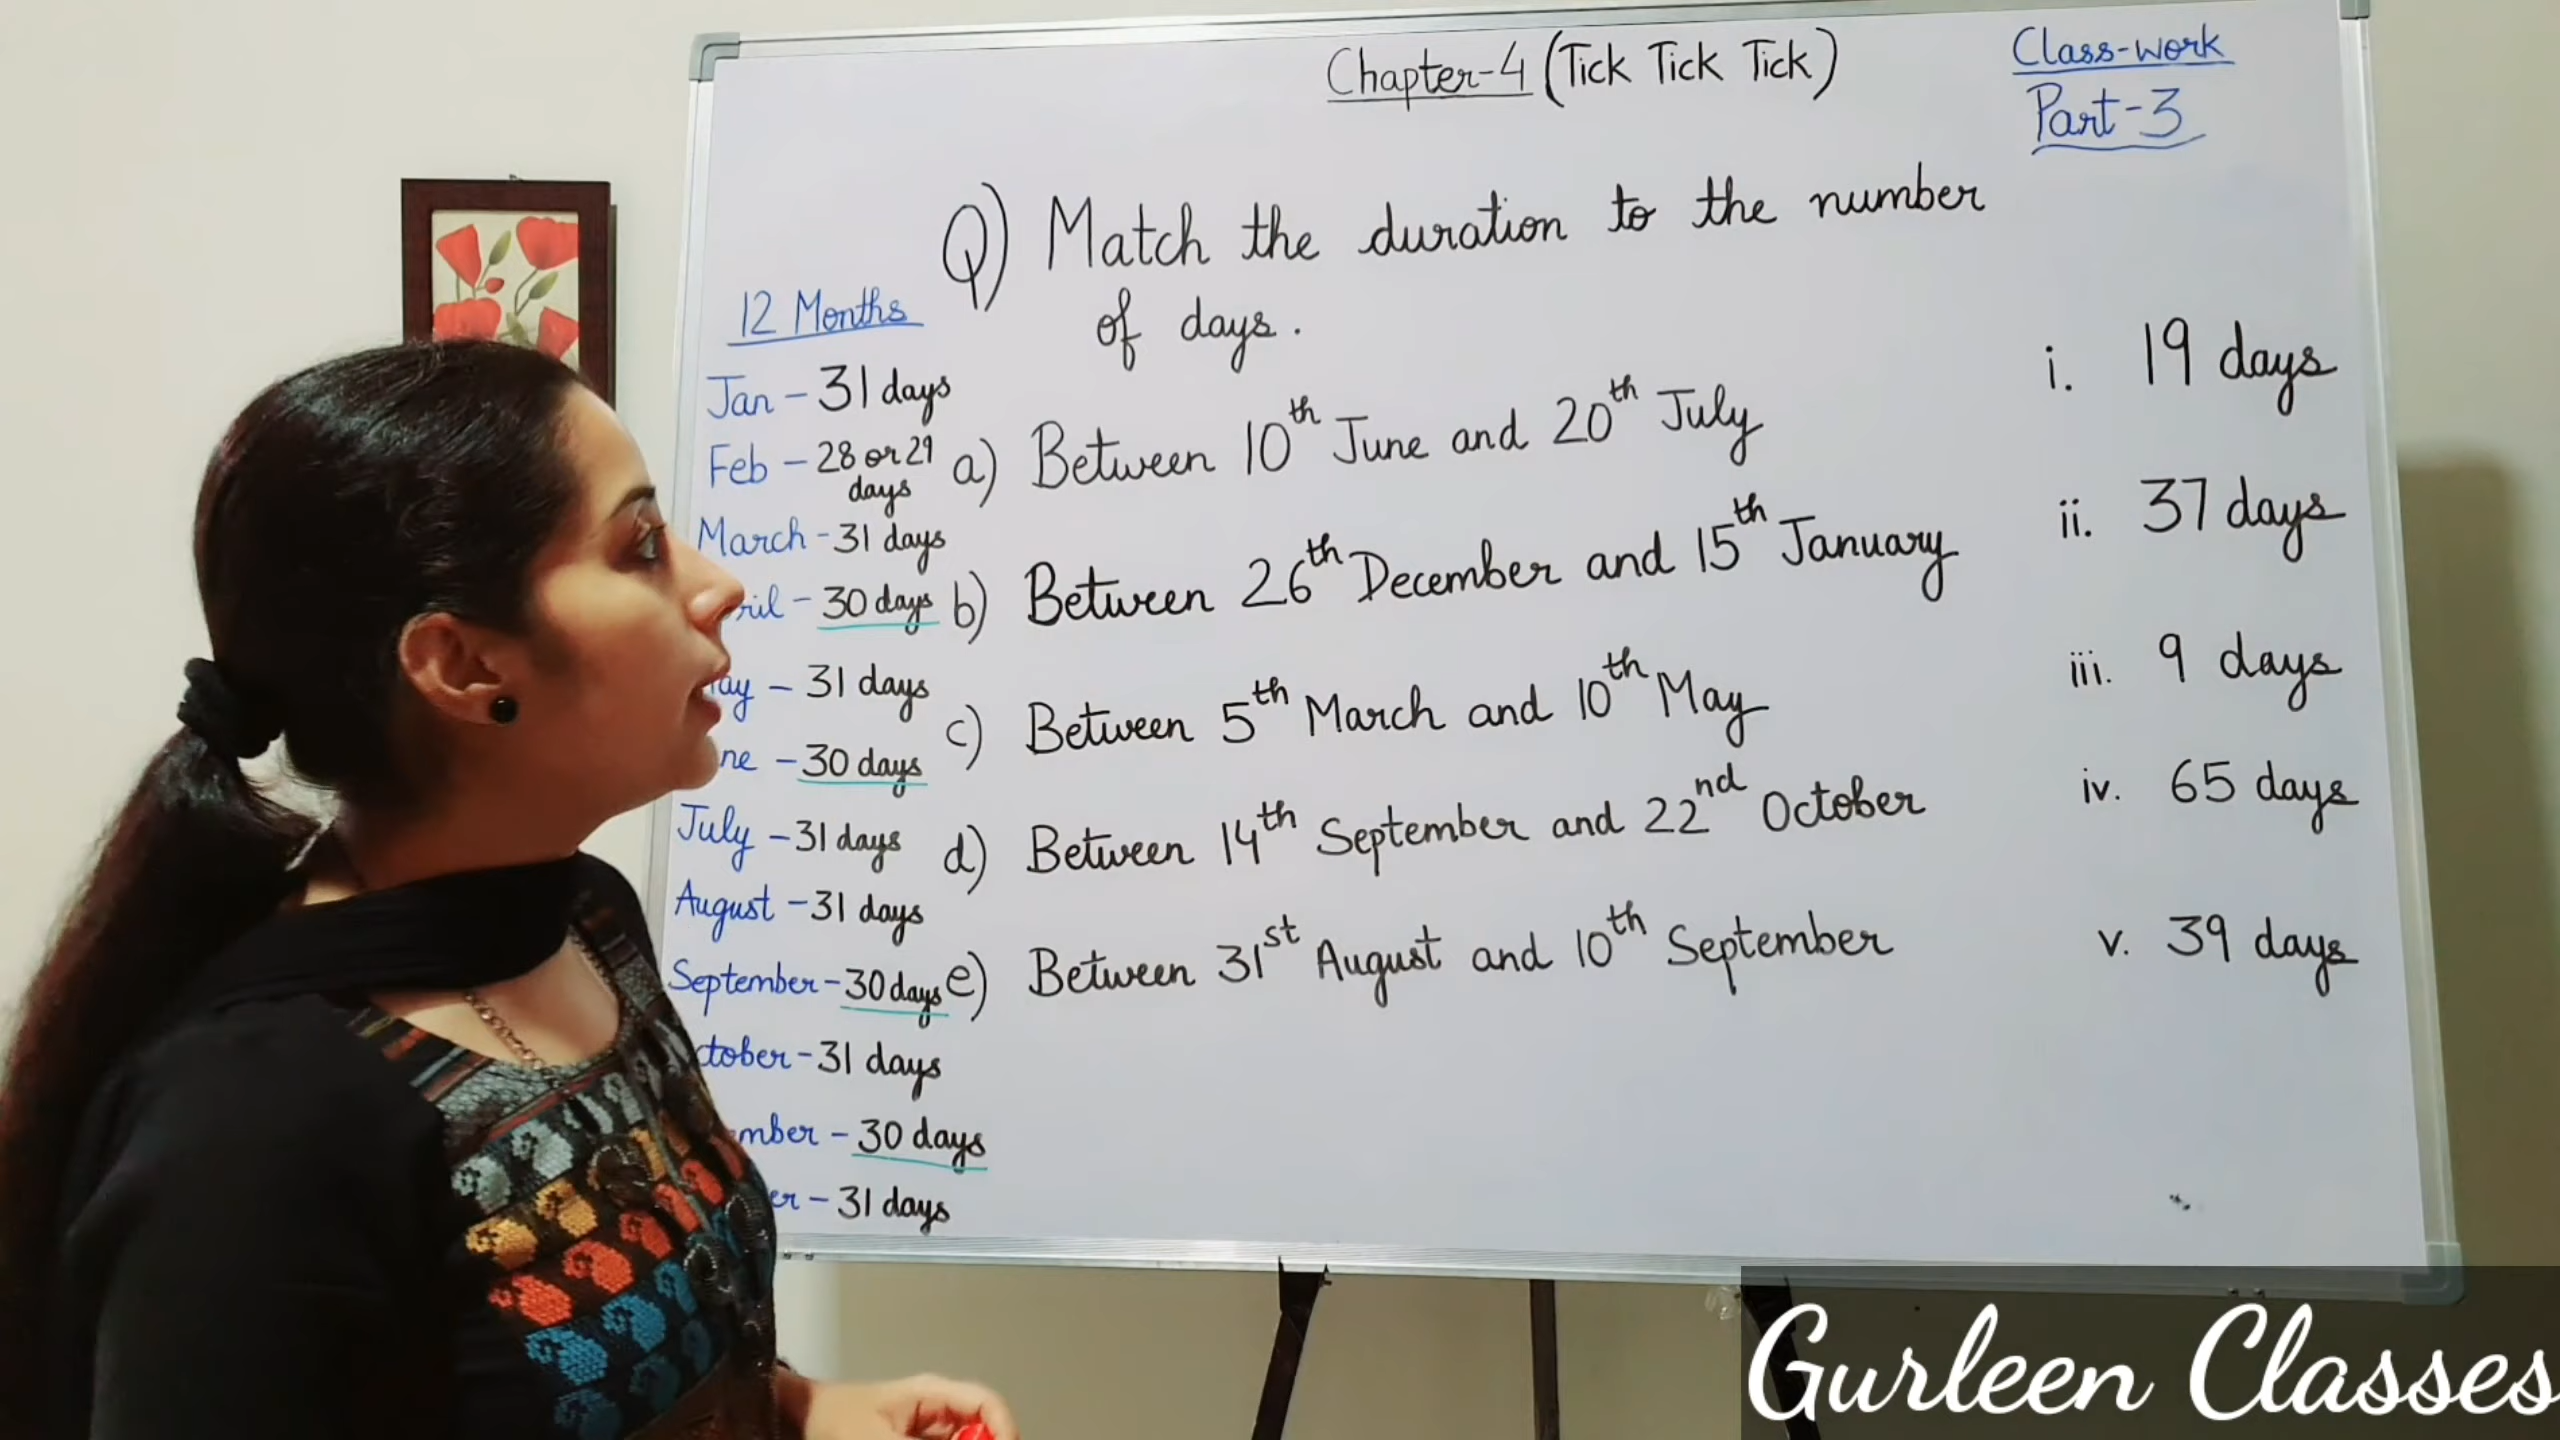 Chapter-4 (Tick Tick Tick)
Class-work
Part-3
Q) Match the duration to the number
of days.
12 Months
Jan - 31 days
Feb - 28 or 29
days
March - 31 days
ril - 30 days
ay - 31 days
ne - 30 days
July - 31 days
August - 31 days
September - 30 days
ctober - 31 days
mber - 30 days
er - 31 days
a) Between 10th June and 20th July
b) Between 26th December and 15th January
c) Between 5th March and 10th May
d) Between 14th September and 22nd October
e) Between 31st August and 10th September
i. 19 days
ii. 37 days
iii. 9 days
iv. 65 days
v. 39 days
Gurleen Classes